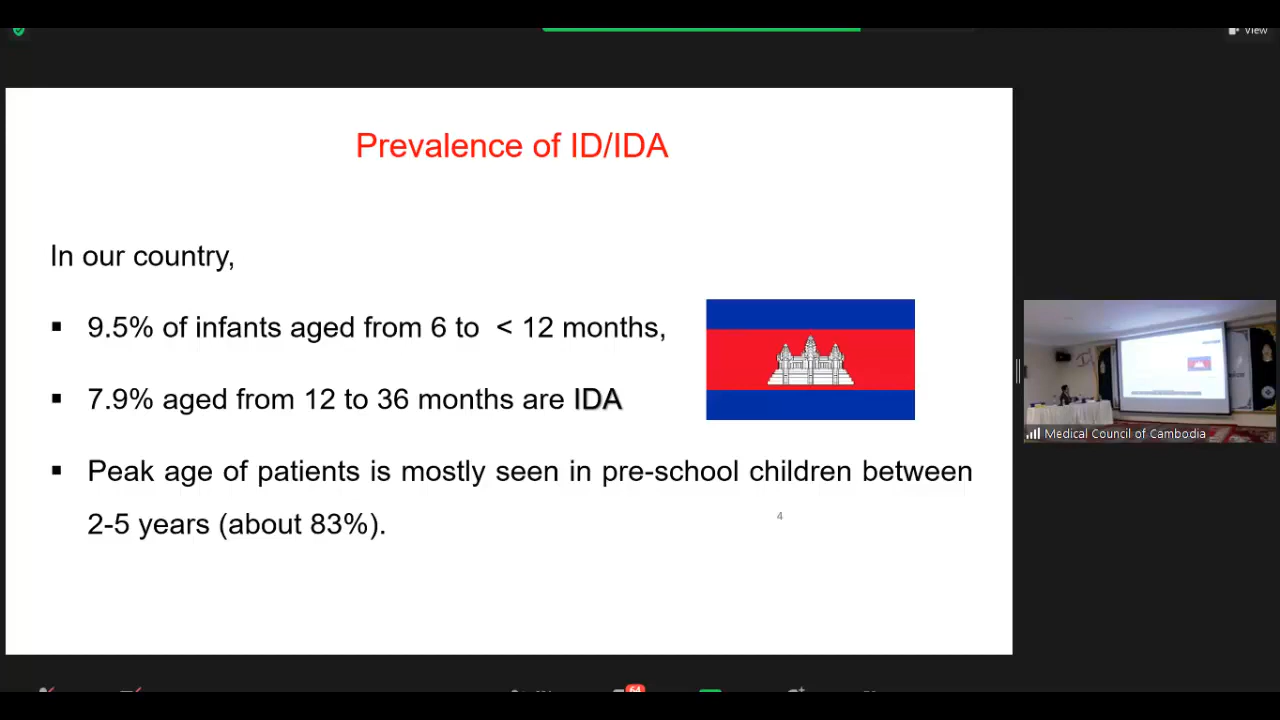 View
Prevalence of ID/IDA
In our country,
▪ 9.5% of infants aged from 6 to < 12 months,
▪ 7.9% aged from 12 to 36 months are IDA
▪ Peak age of patients is mostly seen in pre-school children between
2-5 years (about 83%).
4
Medical Council of Cambodia
64